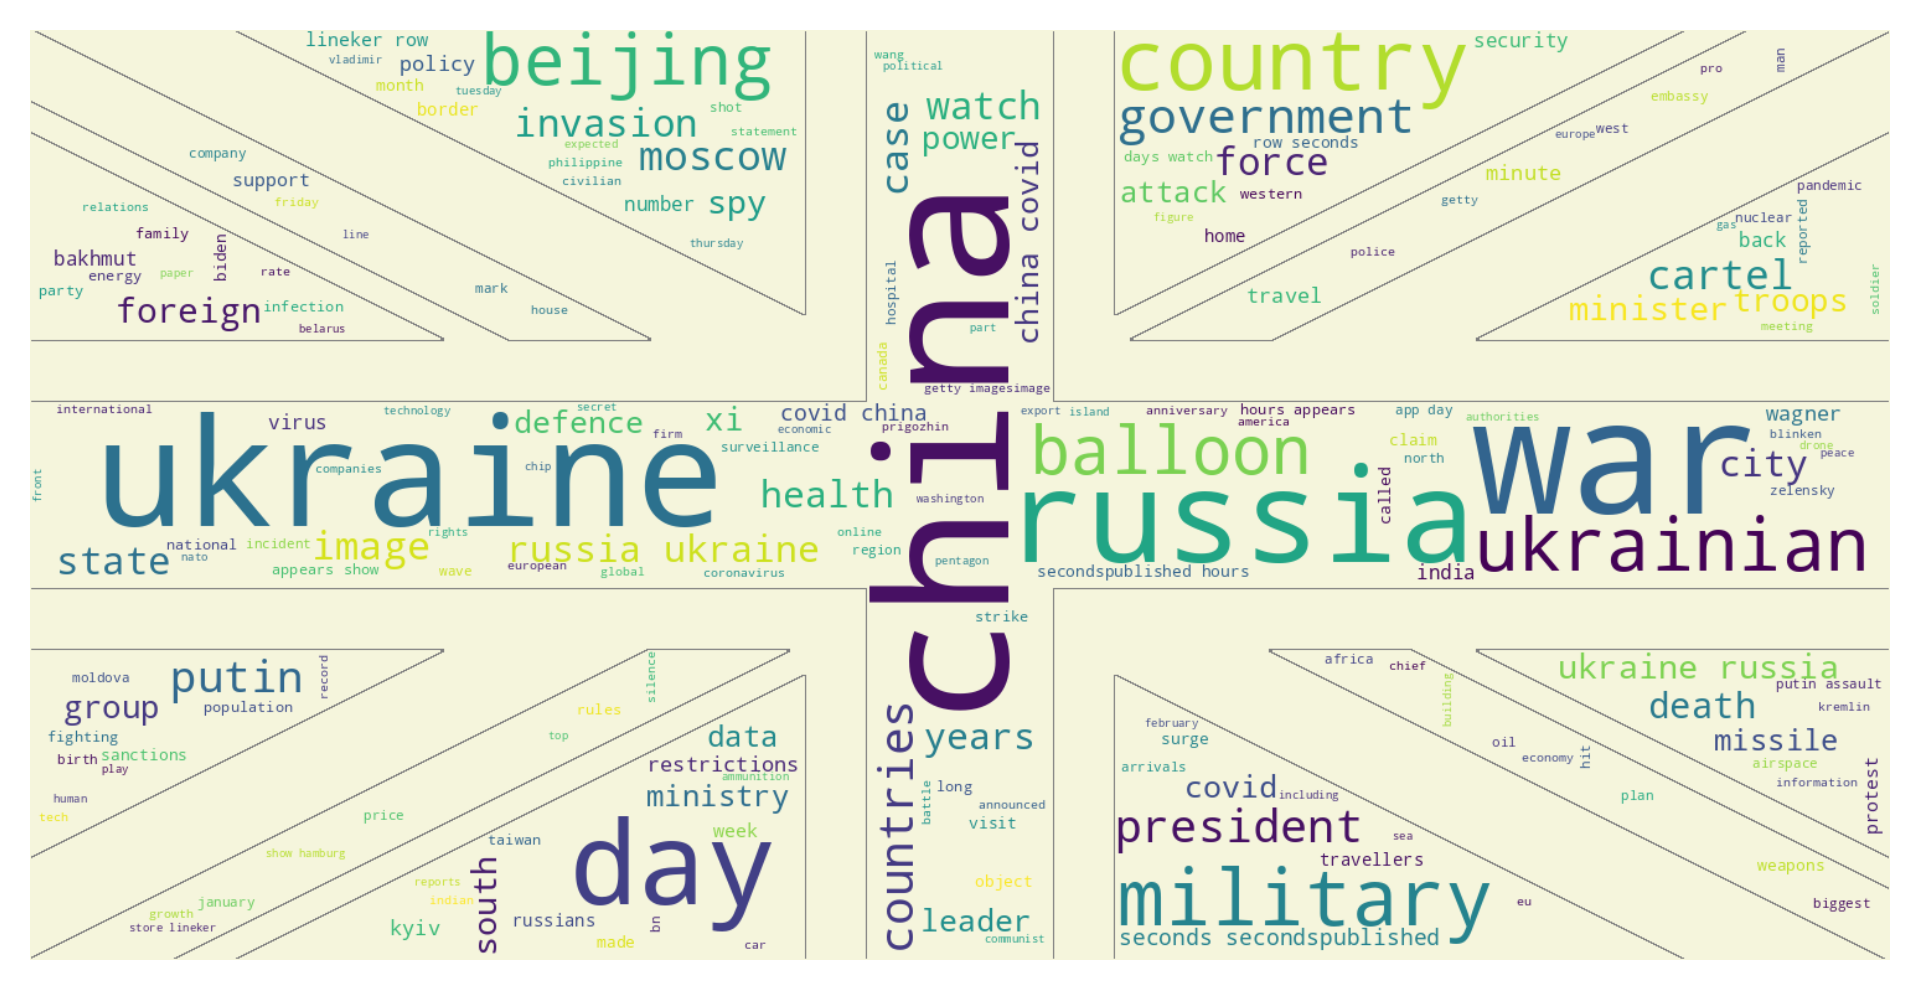 lineker row
vladimir
policy
beijing
month
tuesday
border
shot
invasion
statement
expected
moscow
philippine
civilian
number
spy
thursday
company
support
friday
relations
line
family
biden
bakhmut
energy
paper
rate
party
foreign
infection
belarus
mark
house
wang
political
case
watch
power
china covid
hospital
part
canada
getty imagesimage
china
country
security
government
row seconds
days watch
force
attack
western
figure
home
travel
pro
man
embassy
europe
west
minute
getty
police
pandemic
nuclear
reported
gas
back
cartel
soldier
minister
troops
meeting
international
virus
technology
secret
defence
firm
xi
covid china
economic
prigozhin
surveillance
ukraine
companies
chip
front
health
washington
rights
online
national
incident
image
russia ukraine
region
state
nato
appears show
wave
european
global
coronavirus
pentagon
export
island
anniversary
hours appears
america
app day
authorities
wagner
balloon
claim
north
war
blinken
drone
peace
city
zelensky
called
russia
ukrainian
secondspublished hours
india
strike
moldova
putin
record
group
population
fighting
birth
sanctions
play
human
tech
silence
rules
top
price
show hamburg
january
growth
store lineker
data
restrictions
ammunition
ministry
week
taiwan
day
south
reports
indian
russians
bn
kyiv
made
car
countries
years
battle
long
announced
visit
object
leader
communist
february
surge
arrivals
covid
including
president
sea
travellers
military
seconds secondspublished
eu
africa
chief
building
oil
economy
hit
plan
weapons
biggest
ukraine russia
putin assault
death
kremlin
missile
airspace
information
protest